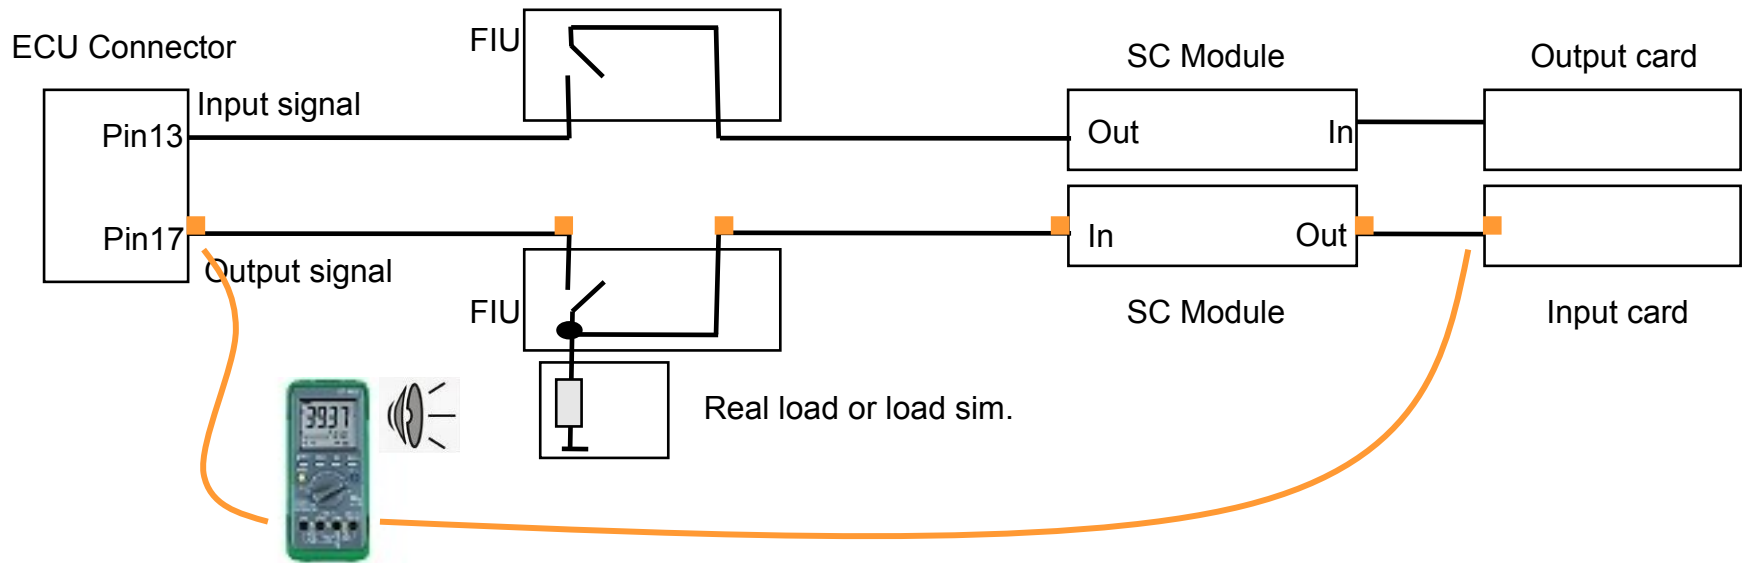 ECU Connector
FIU
SC Module
Output card
Input signal
Pin13
Out
In
Pin17
In
Out
Output signal
FIU
SC Module
Input card
Real load or load sim.
3937